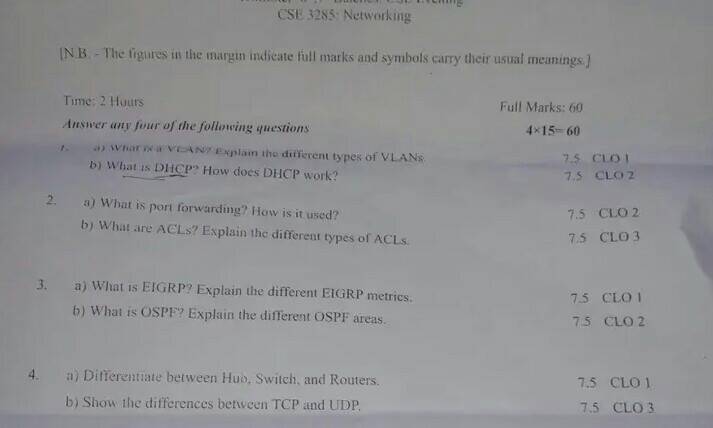 CSE 3285: Networking
[N.B. - The figures in the margin indicate full marks and symbols carry their usual meanings.]
Time: 2 Hours Full Marks: 60
Answer any four of the following questions 4×15=60
1. a) What is a VLAN? Explain the different types of VLANs. 7.5 CLO 1
b) What is DHCP? How does DHCP work? 7.5 CLO 2
2. a) What is port forwarding? How is it used? 7.5 CLO 2
b) What are ACLs? Explain the different types of ACLs. 7.5 CLO 3
3. a) What is EIGRP? Explain the different EIGRP metrics. 7.5 CLO 1
b) What is OSPF? Explain the different OSPF areas. 7.5 CLO 2
4. a) Differentiate between Hub, Switch, and Routers. 7.5 CLO 1
b) Show the differences between TCP and UDP. 7.5 CLO 3